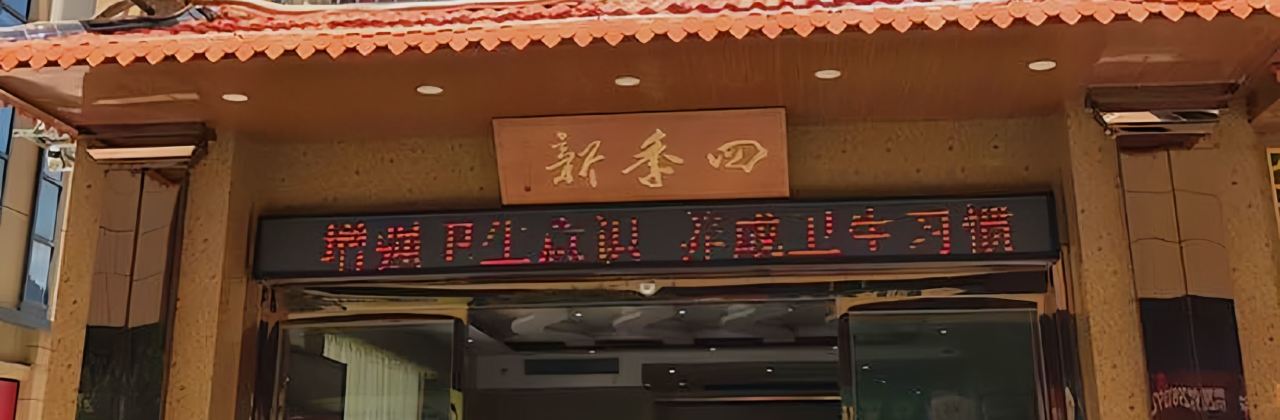 四季新
增强卫生意识 养成卫生习惯